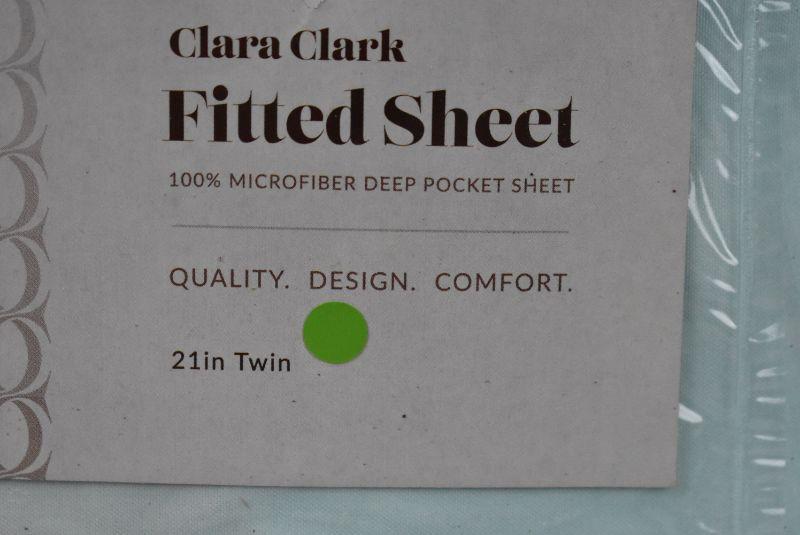 Clara Clark
Fitted Sheet
100% MICROFIBER DEEP POCKET SHEET
QUALITY. DESIGN. COMFORT.
21in Twin